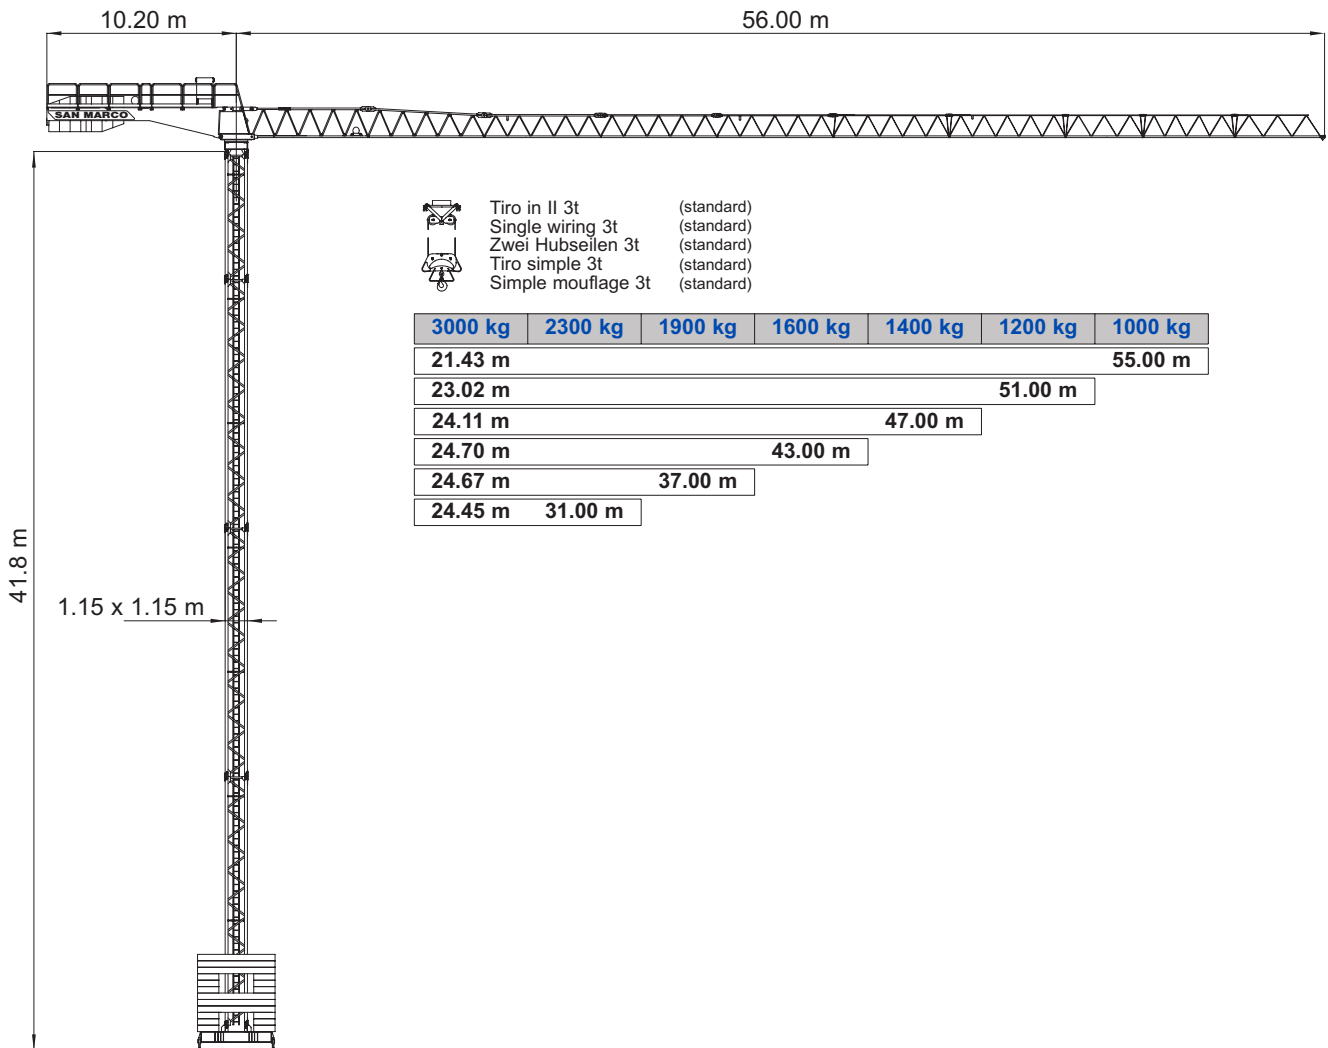 10.20 m 56.00 m
SAN MARCO
Tiro in II 3t (standard)
Single wiring 3t (standard)
Zwei Hubseilen 3t (standard)
Tiro simple 3t (standard)
Simple mouflage 3t (standard)
3000 kg 2300 kg 1900 kg 1600 kg 1400 kg 1200 kg 1000 kg
21.43 m 55.00 m
23.02 m 51.00 m
24.11 m 47.00 m
24.70 m 43.00 m
24.67 m 37.00 m
24.45 m 31.00 m
41.8 m
1.15 x 1.15 m